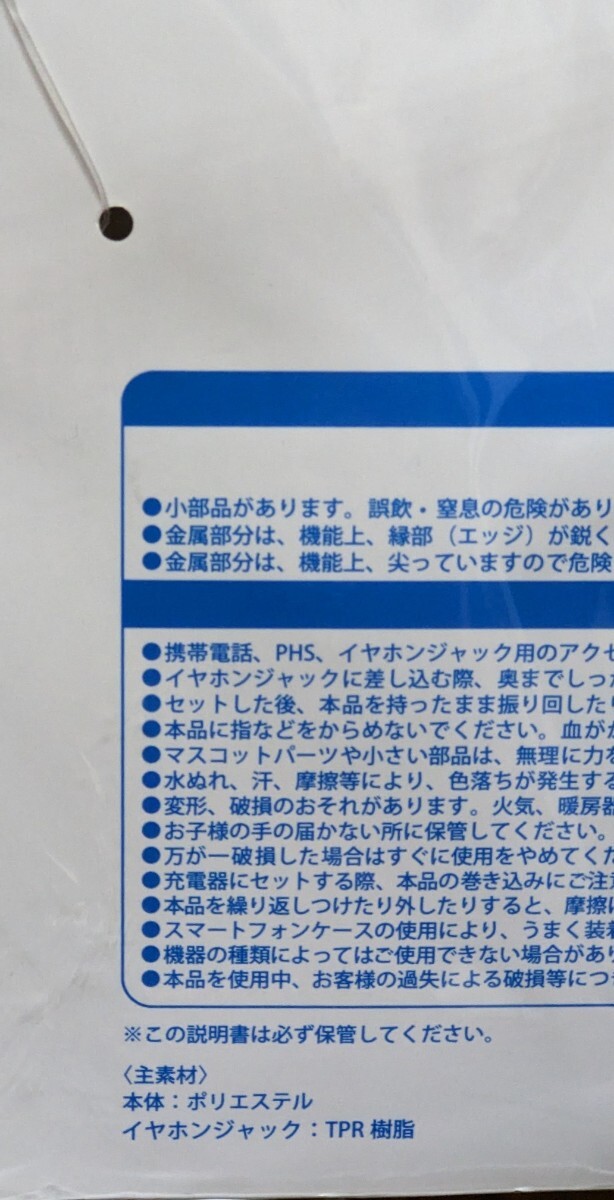 ●小部品があります。誤飲・窒息の危険があり
●金属部分は、機能上、縁部（エッジ）が鋭く
●金属部分は、機能上、尖っていますので危険
●携帯電話、PHS、イヤホンジャック用のアクセ
●イヤホンジャックに差し込む際、奥までしっ
●セットした後、本品を持ったまま振り回したり
●本品に指などをからめないでください。血が
●マスコットパーツや小さい部品は、無理に力を
●水ぬれ、汗、摩擦等により、色落ちが発生する
●変形、破損のおそれがあります。火気、暖房器
●お子様の手の届かない所に保管してください。
●万が一破損した場合はすぐに使用をやめてくだ
●充電器にセットする際、本品の巻き込みにご注意
●本品を繰り返しつけたり外したりすると、摩擦
●スマートフォンケースの使用により、うまく装着
●機器の種類によってはご使用できない場合があり
●本品を使用中、お客様の過失による破損等につ
※この説明書は必ず保管してください。
〈主素材〉
本体：ポリエステル
イヤホンジャック：TPR 樹脂